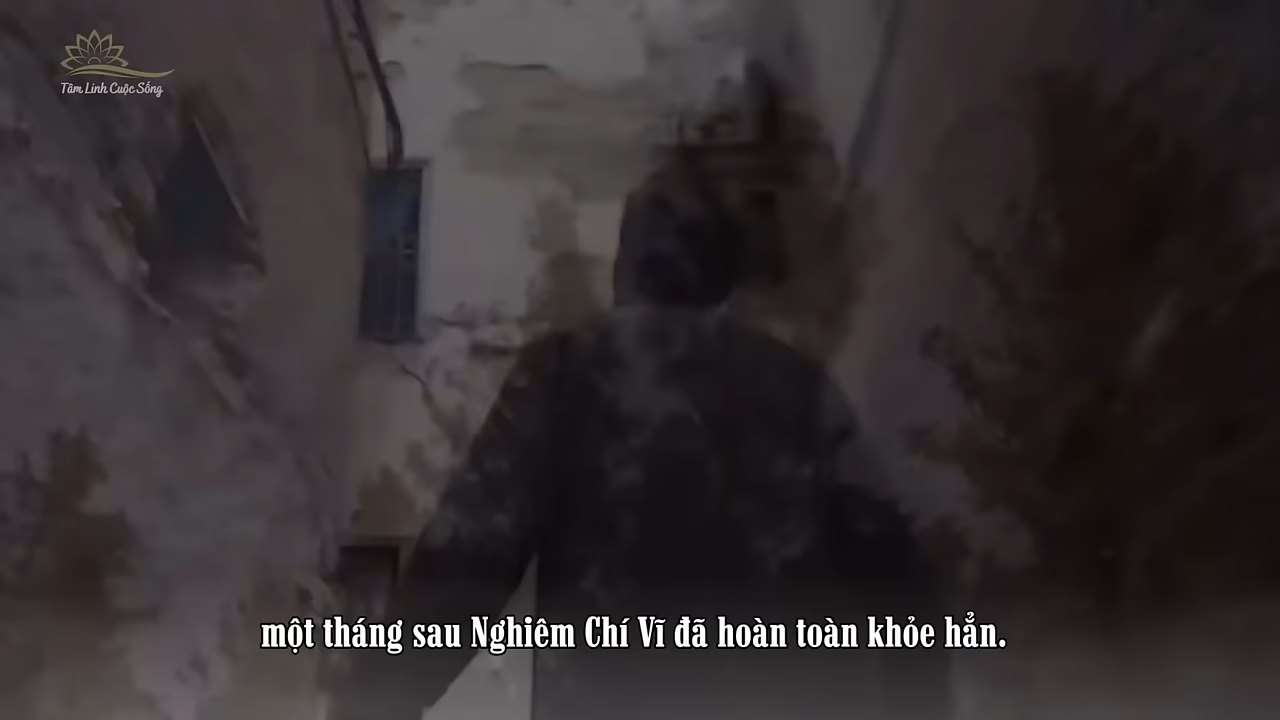 Tâm Linh Cuộc Sống
một tháng sau Nghiêm Chí Vĩ đã hoàn toàn khỏe hẳn.